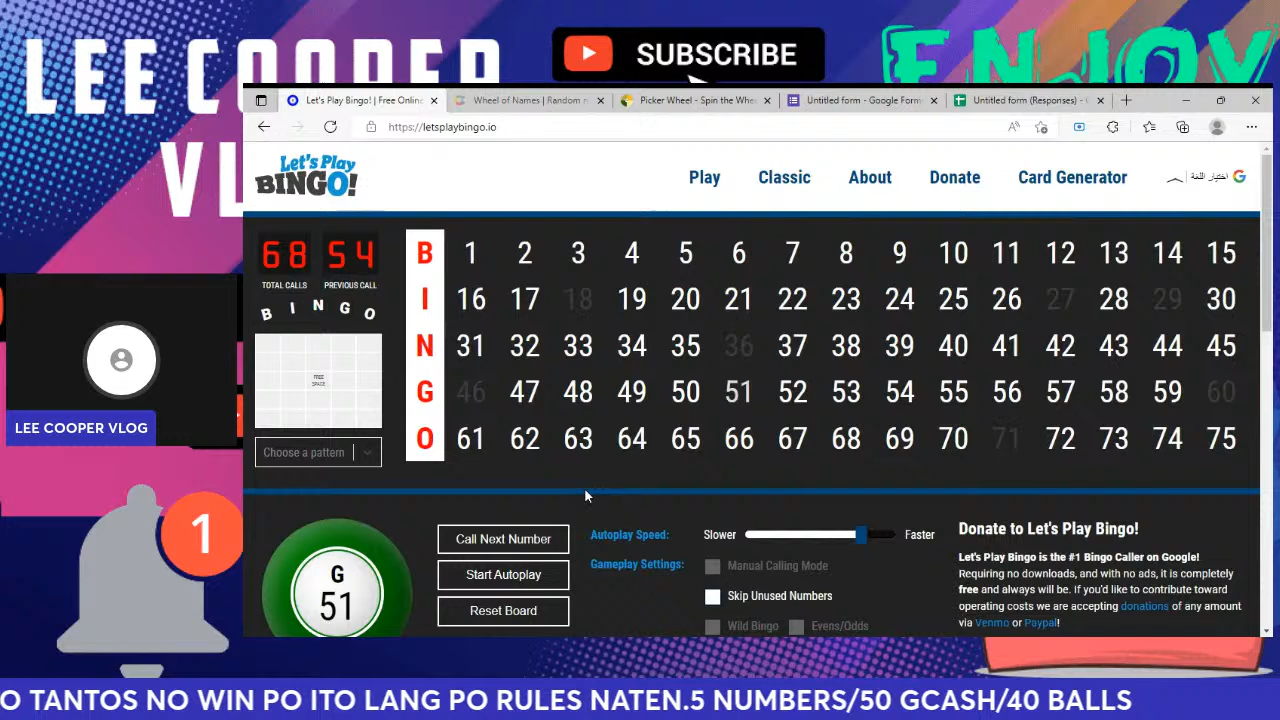 LEE COOPER
VL
SUBSCRIBE
ENJOY
Let's Play Bingo! | Free Online
Wheel of Names | Random
Picker Wheel - Spin the Whe
Untitled form - Google Form
Untitled form (Responses) -
https://letsplaybingo.io
Let's Play
BINGO!
Play
Classic
About
Donate
Card Generator
اختيار اللغة
68
54
TOTAL CALLS
PREVIOUS CALL
B I N G O
FREE
SPACE
Choose a pattern
B 1 2 3 4 5 6 7 8 9 10 11 12 13 14 15
I 16 17 18 19 20 21 22 23 24 25 26 27 28 29 30
N 31 32 33 34 35 36 37 38 39 40 41 42 43 44 45
G 46 47 48 49 50 51 52 53 54 55 56 57 58 59 60
O 61 62 63 64 65 66 67 68 69 70 71 72 73 74 75
LEE COOPER VLOG
1
G
51
Call Next Number
Start Autoplay
Reset Board
Autoplay Speed:
Slower
Faster
Gameplay Settings:
Manual Calling Mode
Skip Unused Numbers
Wild Bingo
Evens/Odds
Donate to Let's Play Bingo!
Let's Play Bingo is the #1 Bingo Caller on Google!
Requiring no downloads, and with no ads, it is completely
free and always will be. If you'd like to contribute toward
operating costs we are accepting donations of any amount
via Venmo or Paypal!
O TANTOS NO WIN PO ITO LANG PO RULES NATEN.5 NUMBERS/50 GCASH/40 BALLS